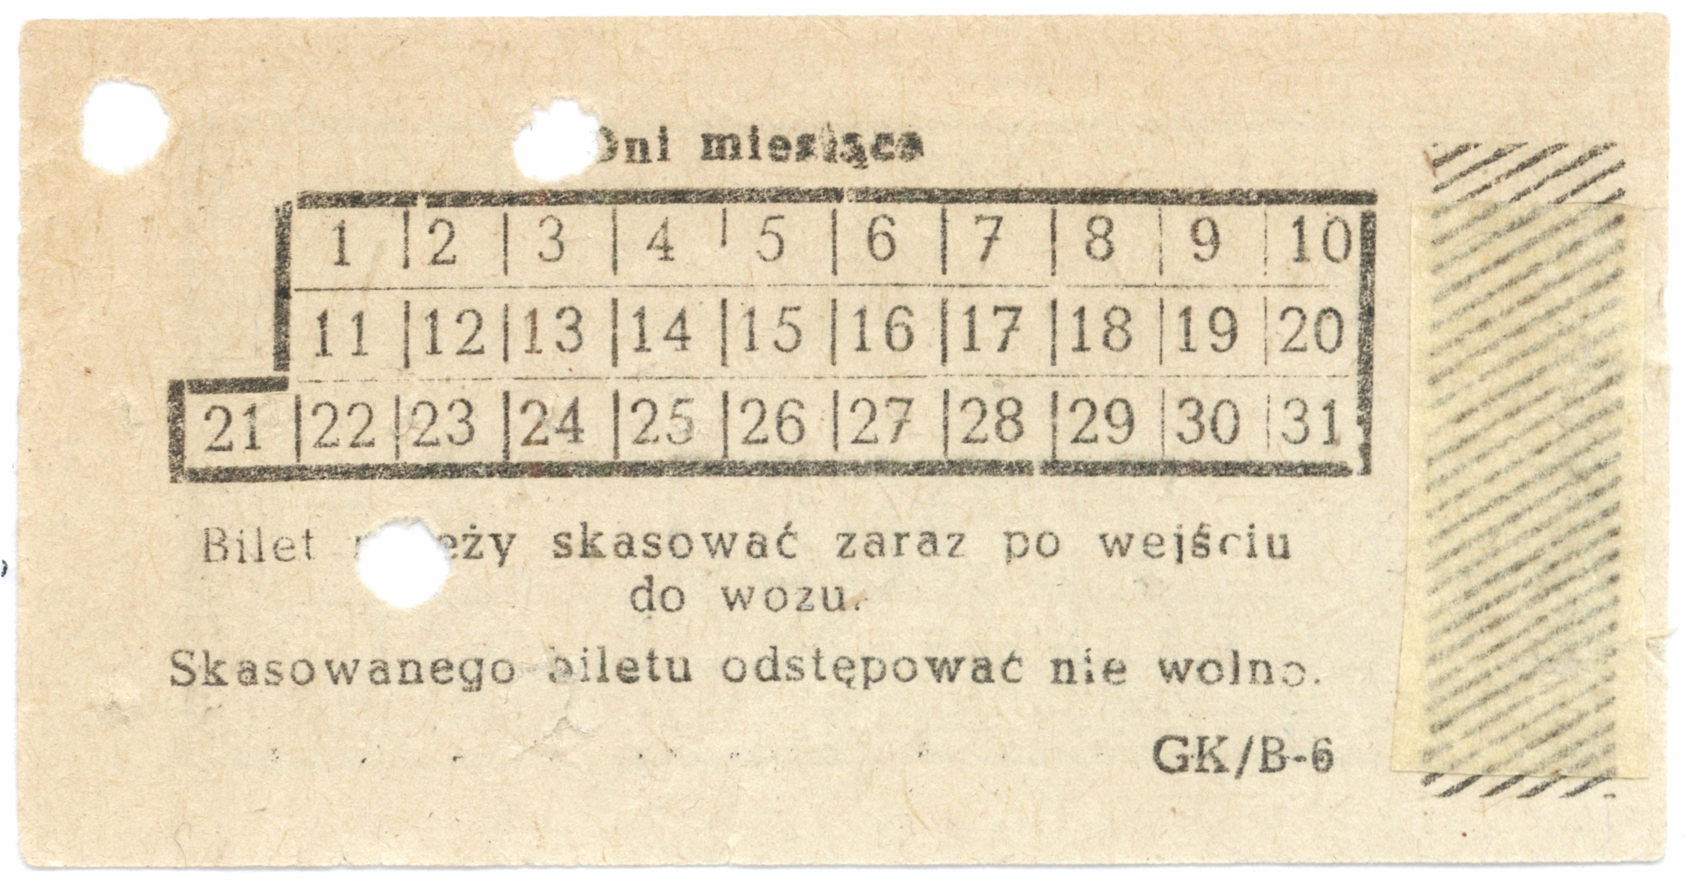 Dni miesiąca
1 2 3 4 5 6 7 8 9 10
11 12 13 14 15 16 17 18 19 20
21 22 23 24 25 26 27 28 29 30 31
Bilet skasować zaraz po wejściu
do wozu.
Skasowanego biletu odstępować nie wolno.
GK/B-6